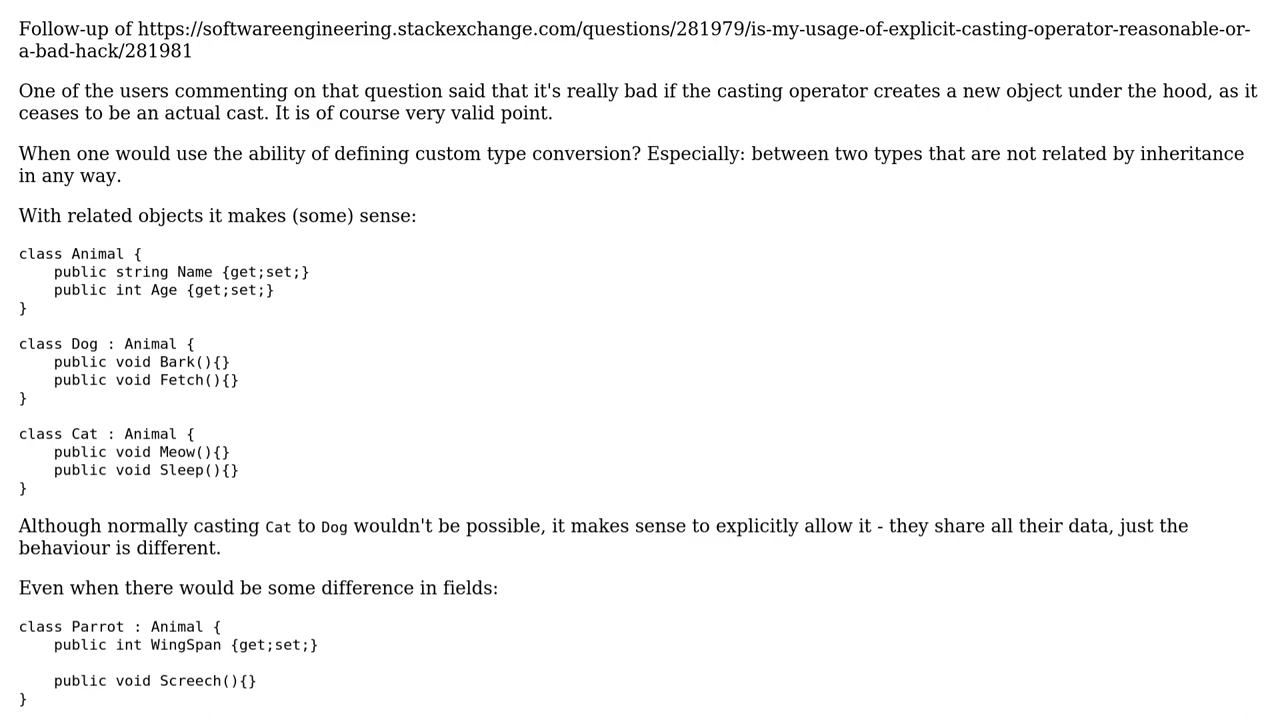 Follow-up of https://softwareengineering.stackexchange.com/questions/281979/is-my-usage-of-explicit-casting-operator-reasonable-or-
a-bad-hack/281981
One of the users commenting on that question said that it's really bad if the casting operator creates a new object under the hood, as it
ceases to be an actual cast. It is of course very valid point.
When one would use the ability of defining custom type conversion? Especially: between two types that are not related by inheritance
in any way.
With related objects it makes (some) sense:
class Animal {
    public string Name {get;set;}
    public int Age {get;set;}
}
class Dog : Animal {
    public void Bark(){}
    public void Fetch(){}
}
class Cat : Animal {
    public void Meow(){}
    public void Sleep(){}
}
Although normally casting Cat to Dog wouldn't be possible, it makes sense to explicitly allow it - they share all their data, just the
behaviour is different.
Even when there would be some difference in fields:
class Parrot : Animal {
    public int WingSpan {get;set;}
    public void Screech(){}
}